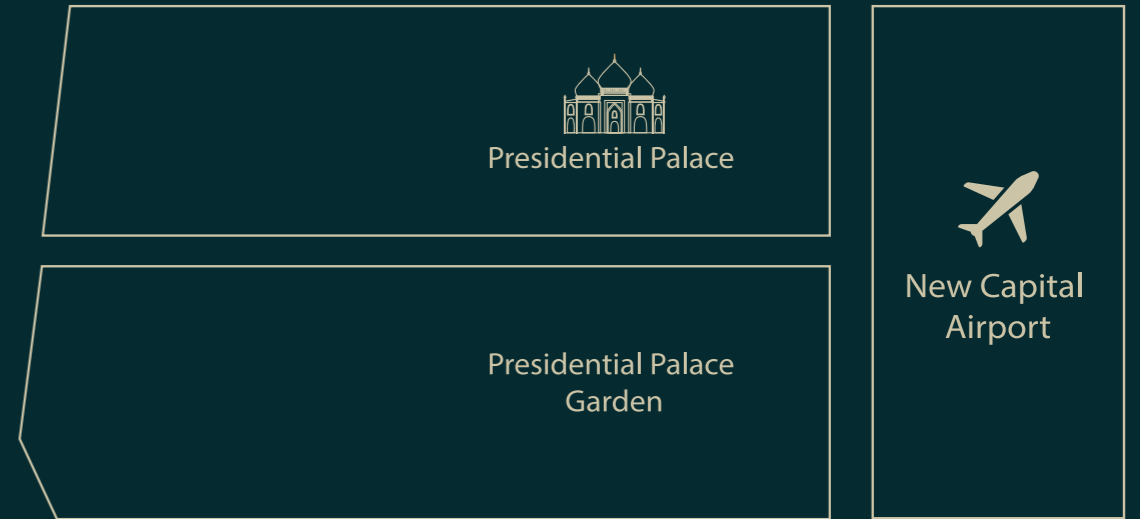 Presidential Palace
Presidential Palace
Garden
New Capital
Airport